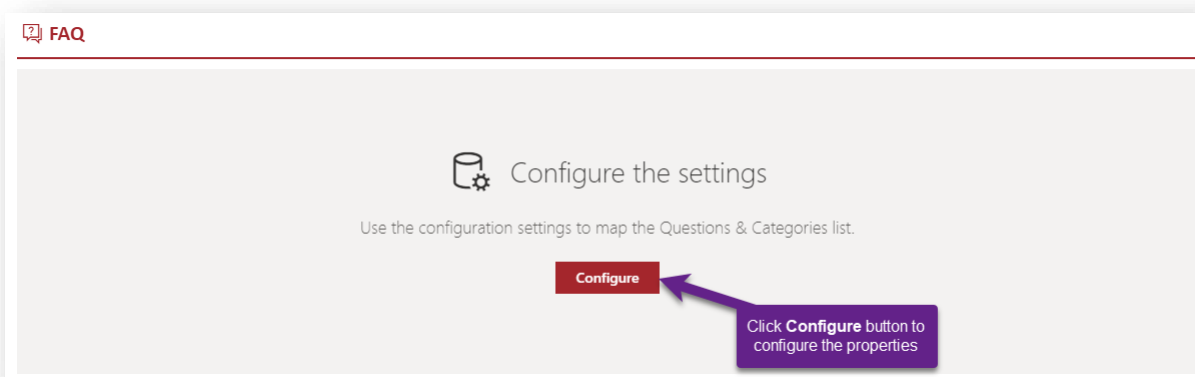 FAQ
Configure the settings
Use the configuration settings to map the Questions & Categories list.
Configure
Click Configure button to
configure the properties